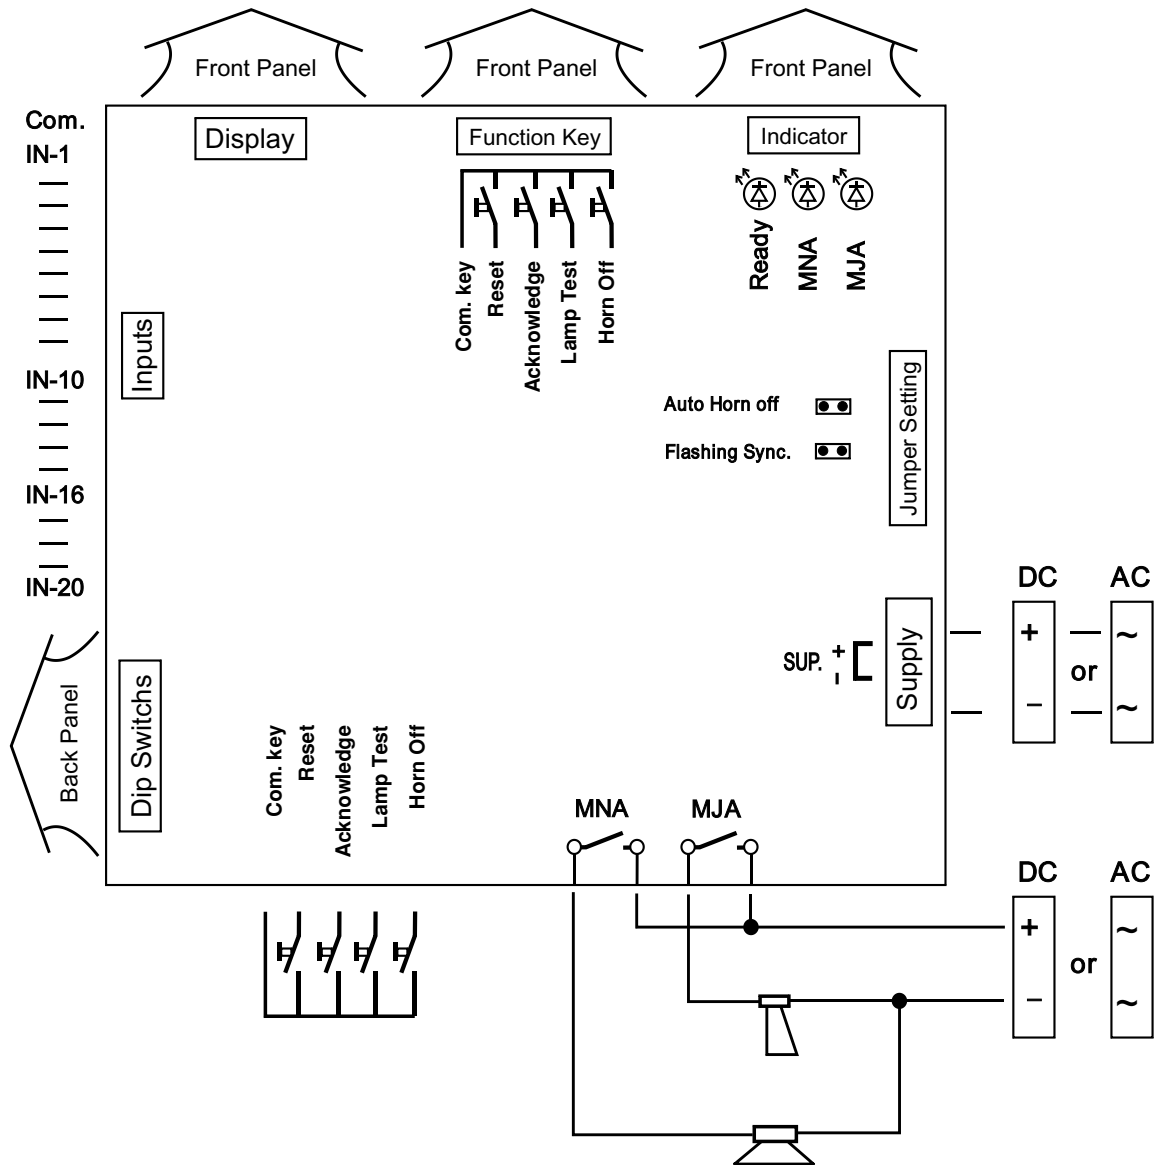 Front Panel
Front Panel
Front Panel
Com.
IN-1
IN-10
IN-16
IN-20
Display
Function Key
Indicator
Com. key
Reset
Acknowledge
Lamp Test
Horn Off
Ready
MNA
MJA
Inputs
Auto Horn off
Flashing Sync.
Jumper Setting
DC
AC
SUP.
+
-
Supply
+
-
or
~
~
Back Panel
Dip Switchs
Com. key
Reset
Acknowledge
Lamp Test
Horn Off
MNA
MJA
DC
AC
+
-
or
~
~